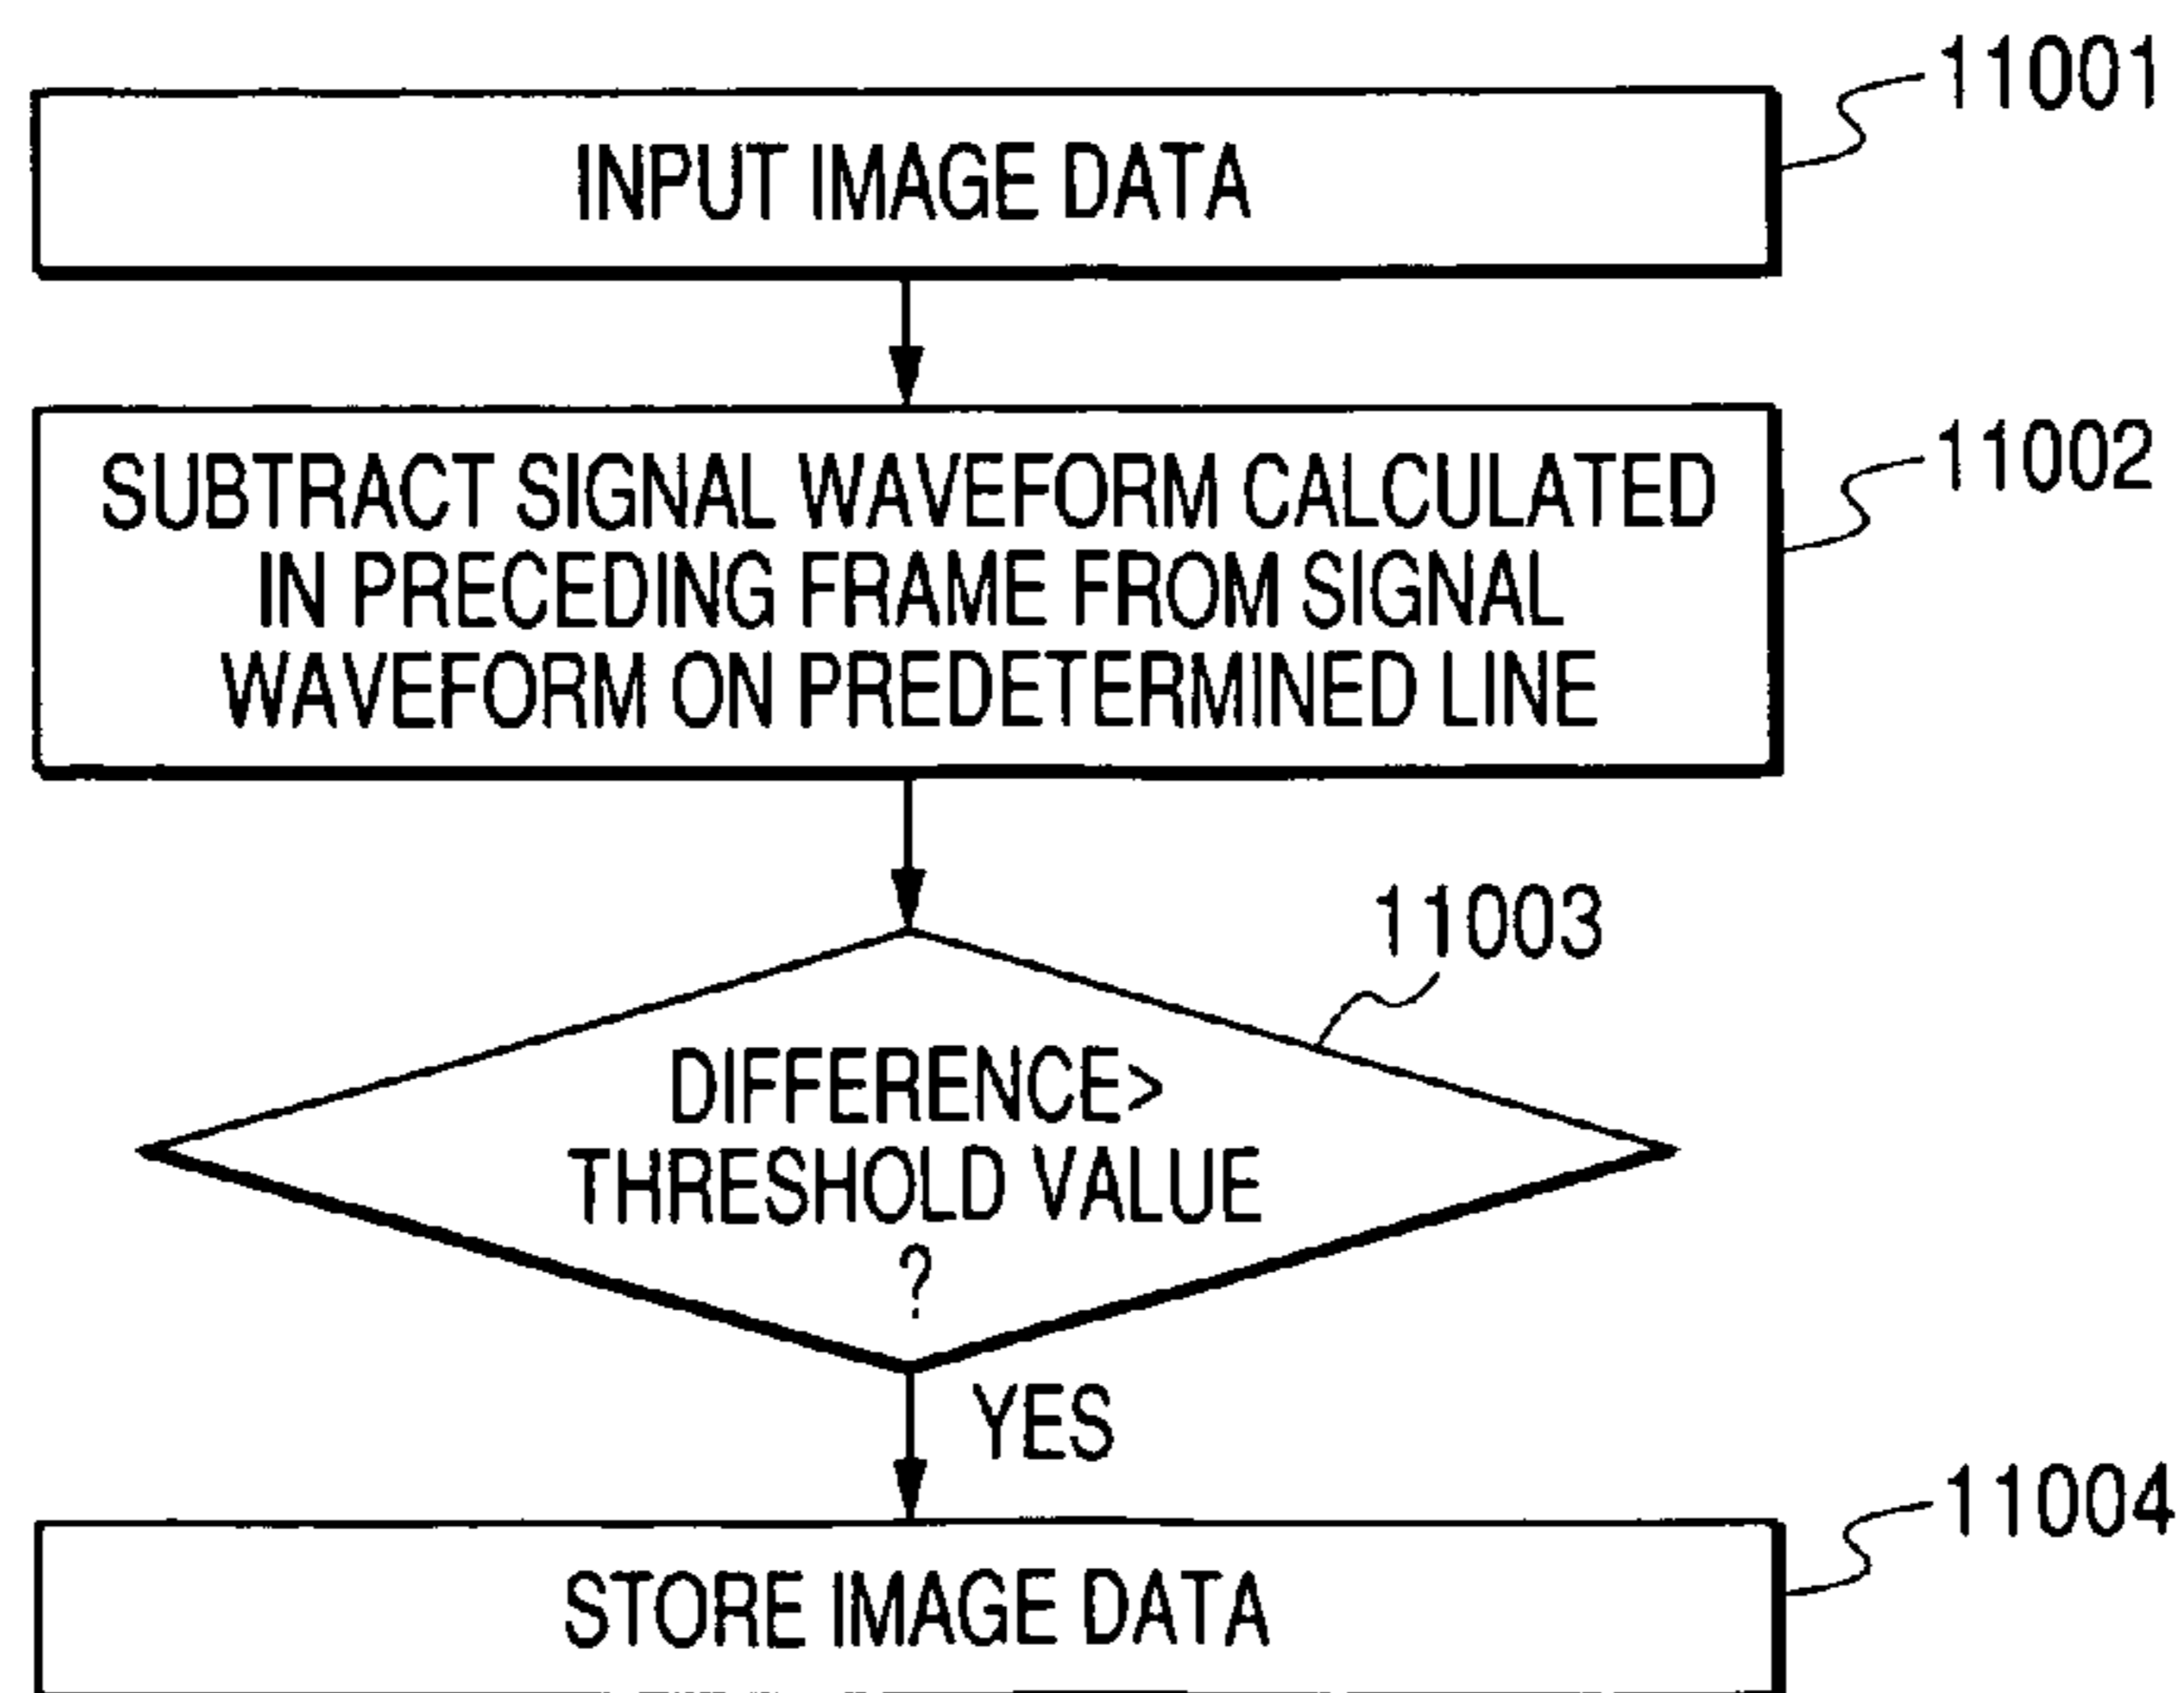 11001
INPUT IMAGE DATA
11002
SUBTRACT SIGNAL WAVEFORM CALCULATED
IN PRECEDING FRAME FROM SIGNAL
WAVEFORM ON PREDETERMINED LINE
11003
DIFFERENCE>
THRESHOLD VALUE
?
YES
11004
STORE IMAGE DATA